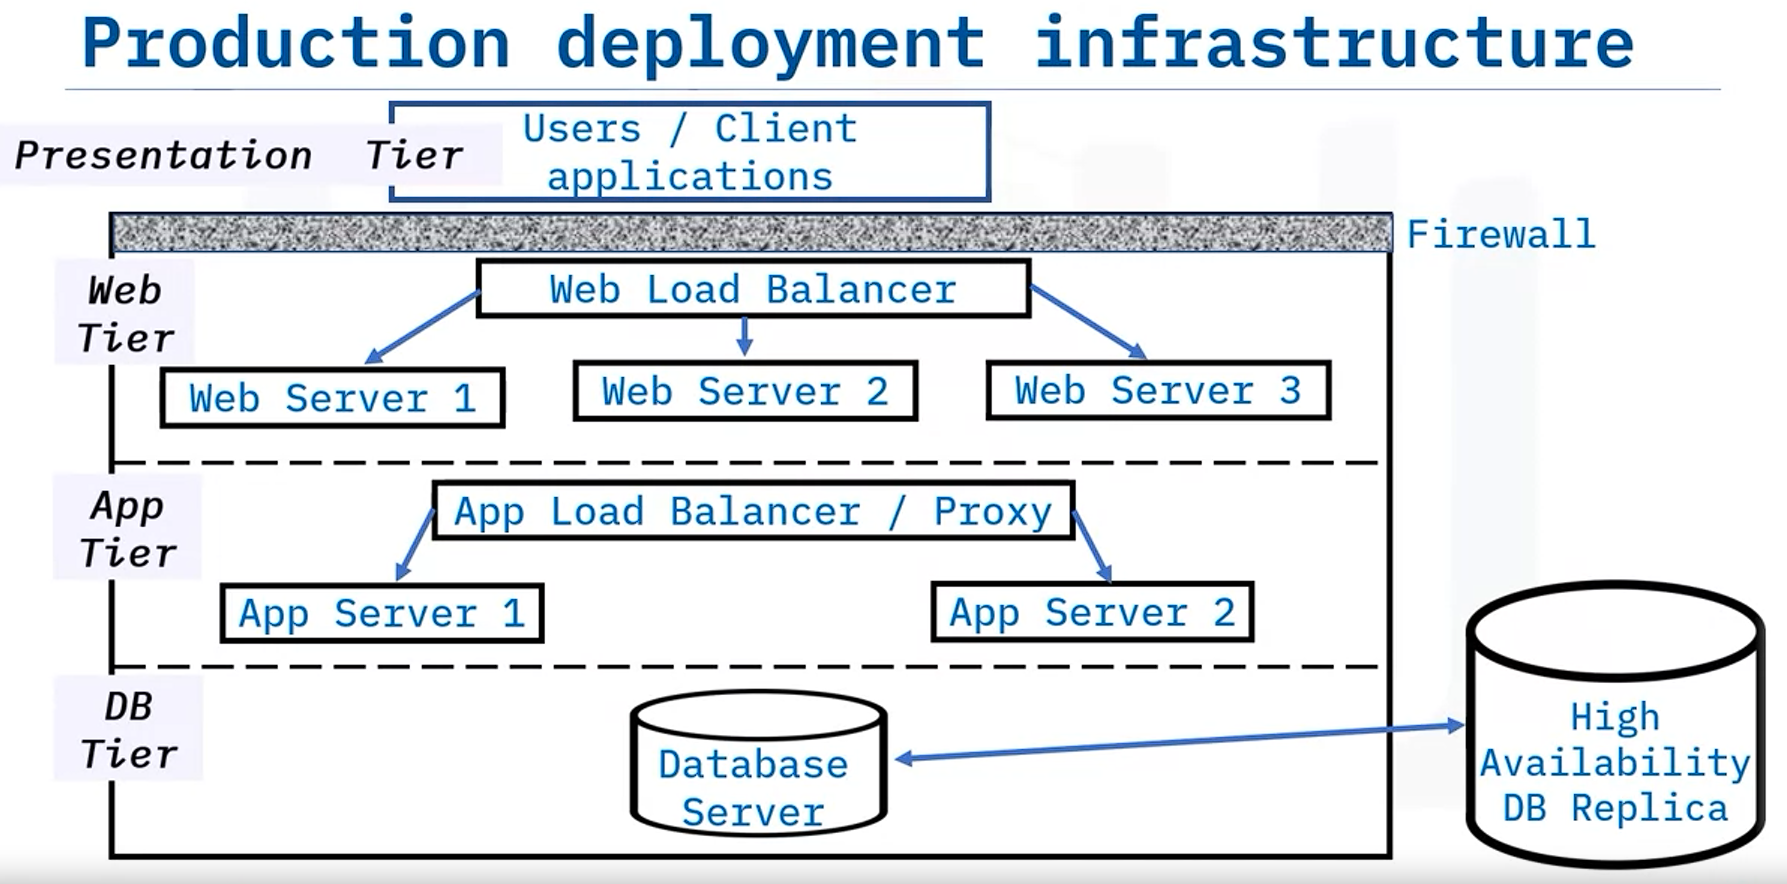 Production deployment infrastructure
Presentation Tier
Users / Client
applications
Firewall
Web
Tier
Web Load Balancer
Web Server 1
Web Server 2
Web Server 3
App
Tier
App Load Balancer / Proxy
App Server 1
App Server 2
DB
Tier
Database
Server
High
Availability
DB Replica